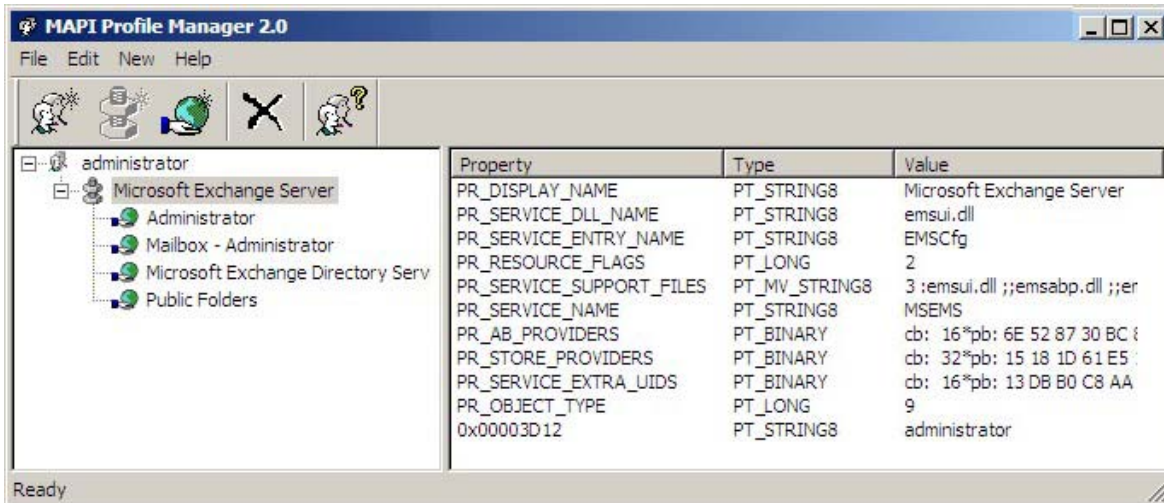 MAPI Profile Manager 2.0
File Edit New Help
administrator
Microsoft Exchange Server
Administrator
Mailbox - Administrator
Microsoft Exchange Directory Serv
Public Folders
Property Type Value
PR_DISPLAY_NAME PT_STRING8 Microsoft Exchange Server
PR_SERVICE_DLL_NAME PT_STRING8 emsui.dll
PR_SERVICE_ENTRY_NAME PT_STRING8 EMSCfg
PR_RESOURCE_FLAGS PT_LONG 2
PR_SERVICE_SUPPORT_FILES PT_MV_STRING8 3 :emsui.dll ;;emsabp.dll ;;er
PR_SERVICE_NAME PT_STRING8 MSEMS
PR_AB_PROVIDERS PT_BINARY cb: 16*pb: 6E 52 87 30 BC
PR_STORE_PROVIDERS PT_BINARY cb: 32*pb: 15 18 1D 61 E5
PR_SERVICE_EXTRA_UIDS PT_BINARY cb: 16*pb: 13 DB B0 C8 AA
PR_OBJECT_TYPE PT_LONG 9
0x00003D12 PT_STRING8 administrator
Ready